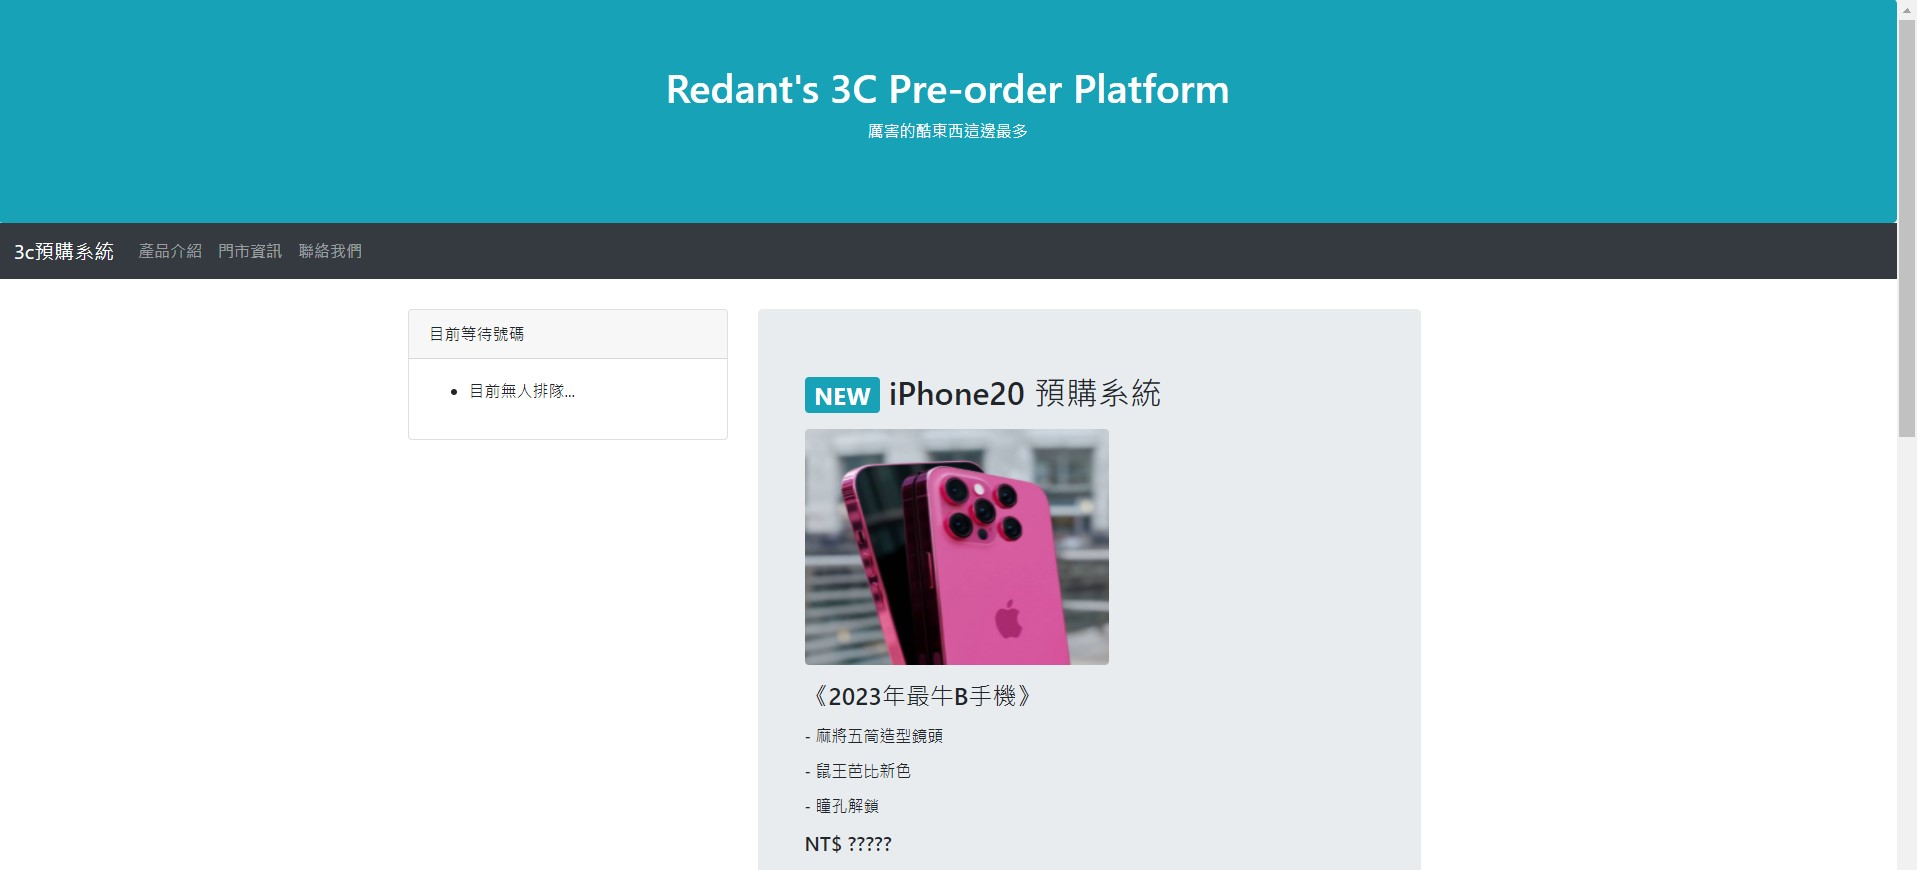 Redant's 3C Pre-order Platform
厲害的酷東西這邊最多
3c預購系統 產品介紹 門市資訊 聯絡我們
目前等待號碼
目前無人排隊...
NEW iPhone20 預購系統
《2023年最牛B手機》
- 麻將五筒造型鏡頭
- 鼠王芭比新色
- 瞳孔解鎖
NT$ ?????